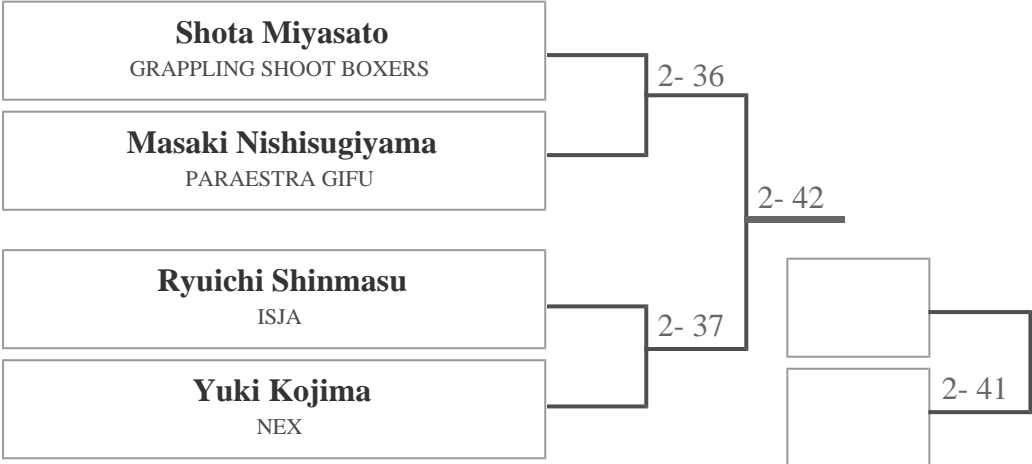 Shota Miyasato
GRAPPLING SHOOT BOXERS
2- 36
Masaki Nishisugiyama
PARAESTRA GIFU
2- 42
Ryuichi Shinmasu
ISJA
2- 37
Yuki Kojima
NEX
2- 41